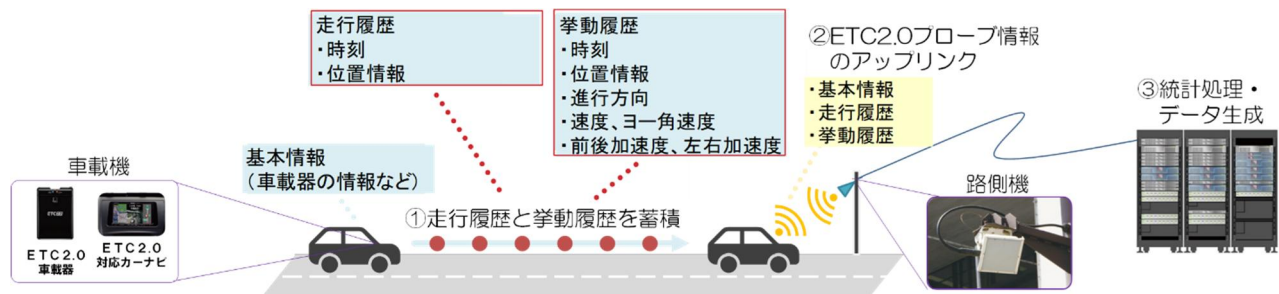 走行履歴
・時刻
・位置情報
挙動履歴
・時刻
・位置情報
・進行方向
・速度、ヨー角速度
・前後加速度、左右加速度
②ETC2.0プローブ情報
のアップリンク
・基本情報
・走行履歴
・挙動履歴
③統計処理・
データ生成
車載機
ETC2.0
車載器
ETC2.0
対応カーナビ
基本情報
（車載器の情報など）
①走行履歴と挙動履歴を蓄積
路側機